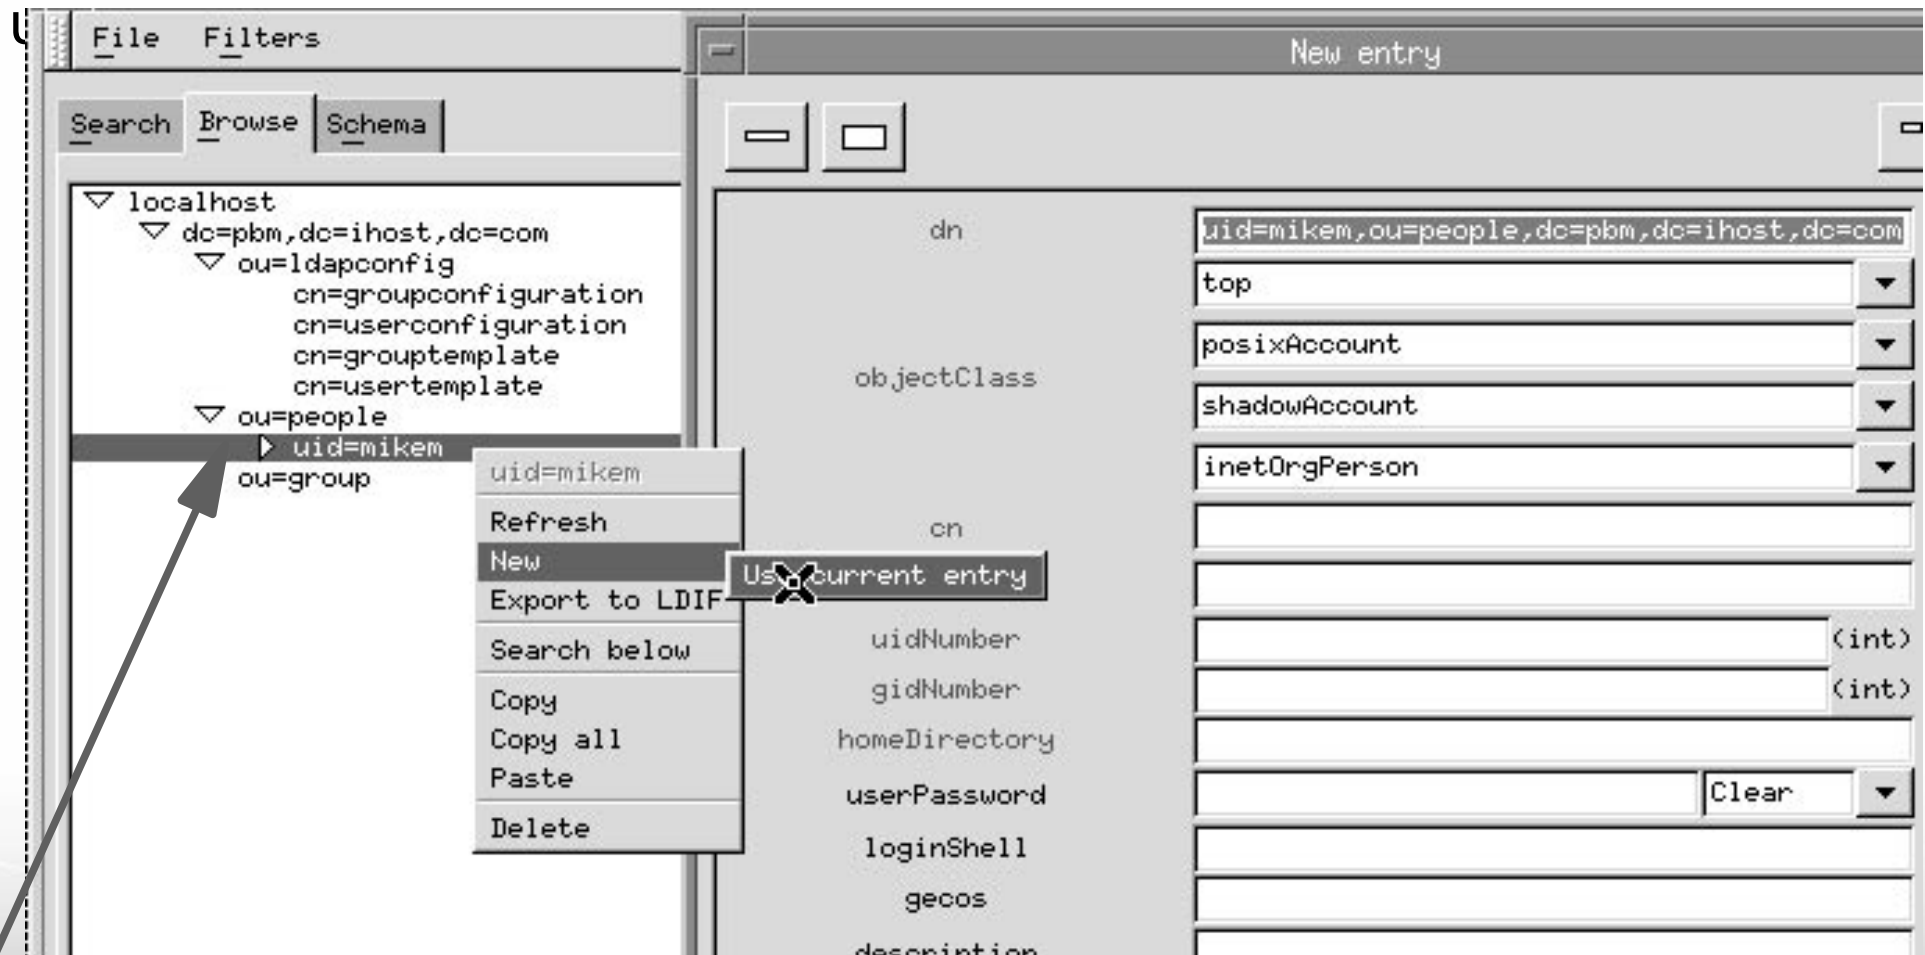 File Filters
Search Browse Schema
localhost
dc=pbm,dc=ihost,dc=com
ou=ldapconfig
cn=groupconfiguration
cn=userconfiguration
cn=grouptemplate
cn=usertemplate
ou=people
uid=mikem
ou=group
uid=mikem
Refresh
New
Export to LDIF
Search below
Copy
Copy all
Paste
Delete
current entry
New entry
dn uid=mikem,ou=people,dc=pbm,dc=ihost,dc=com
top
posixAccount
objectClass
shadowAccount
inetOrgPerson
cn
uidNumber (int)
gidNumber (int)
homeDirectory
userPassword Clear
loginShell
gecos
description